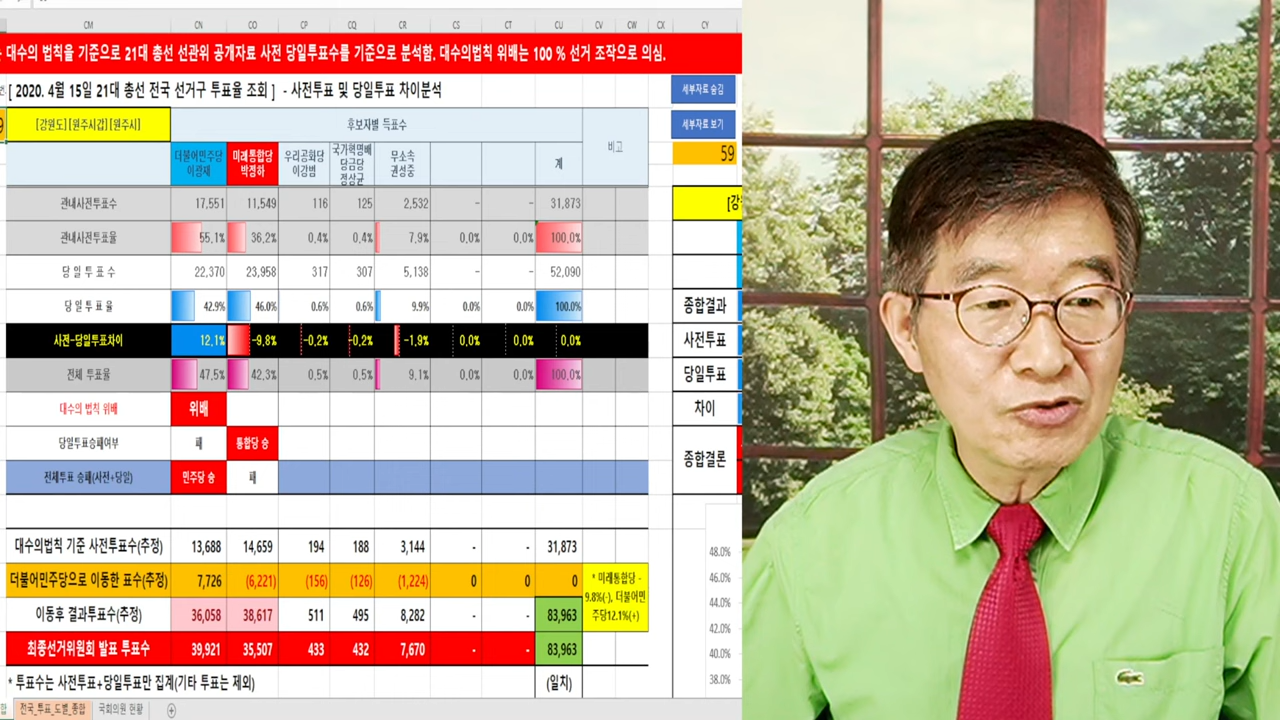 CM CN CO CP CQ CR CS CT CU CV CW CX CY
대수의 법칙을 기준으로 21대 총선 선관위 공개자료 사전 당일투표수를 기준으로 분석함. 대수의법칙 위배는 100 % 선거 조작으로 의심.
[ 2020. 4월 15일 21대 총선 전국 선거구 투표율 조회 ] - 사전투표 및 당일투표 차이분석
세부자료 숨김
[강원도][원주시갑][원주시] 후보자별 득표수 비고
세부자료 보기
59
더불어민주당 이광재
미래통합당 박정하
우리공화당 이강범
국가혁명배당금당 정상균
무소속 권성중
계
관내사전투표수 17,551 11,549 116 125 2,532 - - 31,873
관내사전투표율 55.1% 36.2% 0.4% 0.4% 7.9% 0.0% 0.0% 100.0%
당 일 투 표 수 22,370 23,958 317 307 5,138 - - 52,090
당 일 투 표 율 42.9% 46.0% 0.6% 0.6% 9.9% 0.0% 0.0% 100.0%
사전-당일투표차이 12.1% -9.8% -0.2% -0.2% -1.9% 0.0% 0.0% 0.0%
전체 투표율 47.5% 42.3% 0.5% 0.5% 9.1% 0.0% 0.0% 100.0%
대수의 법칙 위배 위배
당일투표승패여부 패 통합당 승
전체투표 승패(사전+당일) 민주당 승 패
대수의법칙 기준 사전투표수(추정) 13,688 14,659 194 188 3,144 - - 31,873
더불어민주당으로 이동한 표수(추정) 7,726 (6,221) (156) (126) (1,224) 0 0 0
이동후 결과투표수(추정) 36,058 38,617 511 495 8,282 - - 83,963
최종선거위원회 발표 투표수 39,921 35,507 433 432 7,670 - - 83,963
* 미래통합당 -
9.8%(-), 더불어민
주당12.1%(+)
* 투표수는 사전투표+당일투표만 집계(기타 투표는 제외) (일치)
종합결과
사전투표
당일투표
차이
종합결론
48.0%
46.0%
44.0%
42.0%
40.0%
38.0%
전국_투표_도별_종합 국회의원 현황